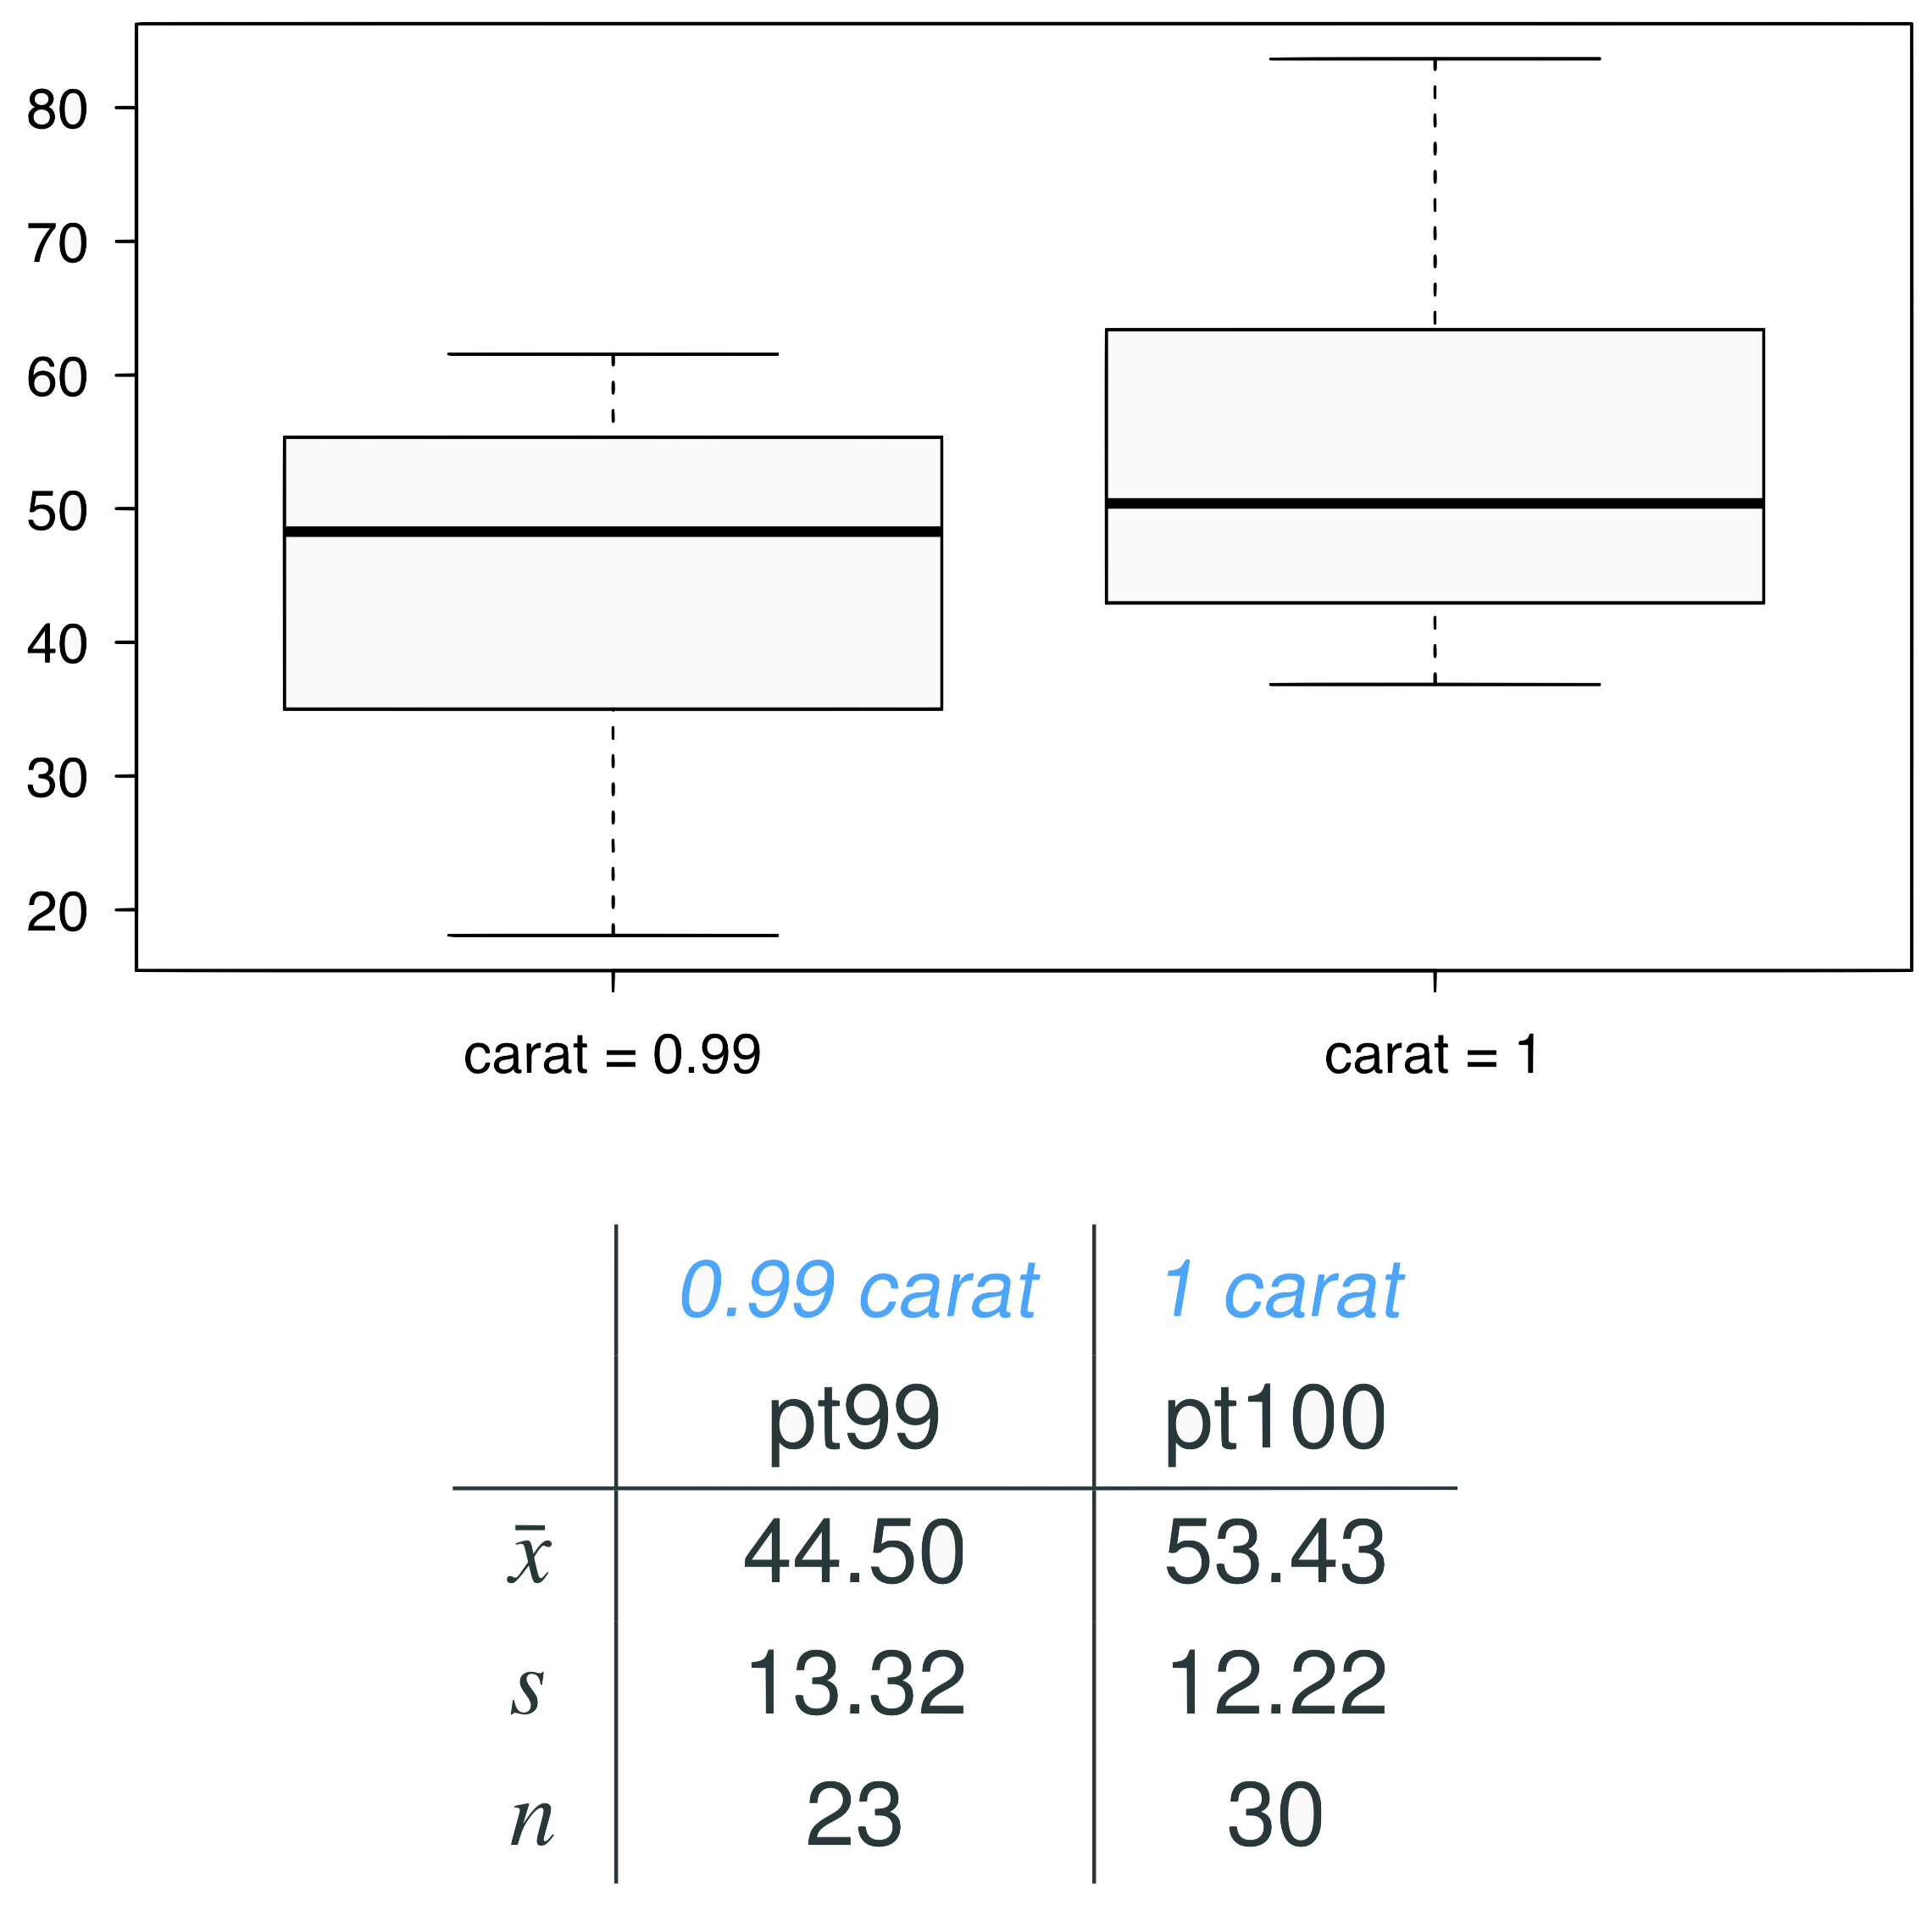 80
70
60
50
40
30
20
carat = 0.99 carat = 1
0.99 carat 1 carat
pt99 pt100
x̄ 44.50 53.43
s 13.32 12.22
n 23 30